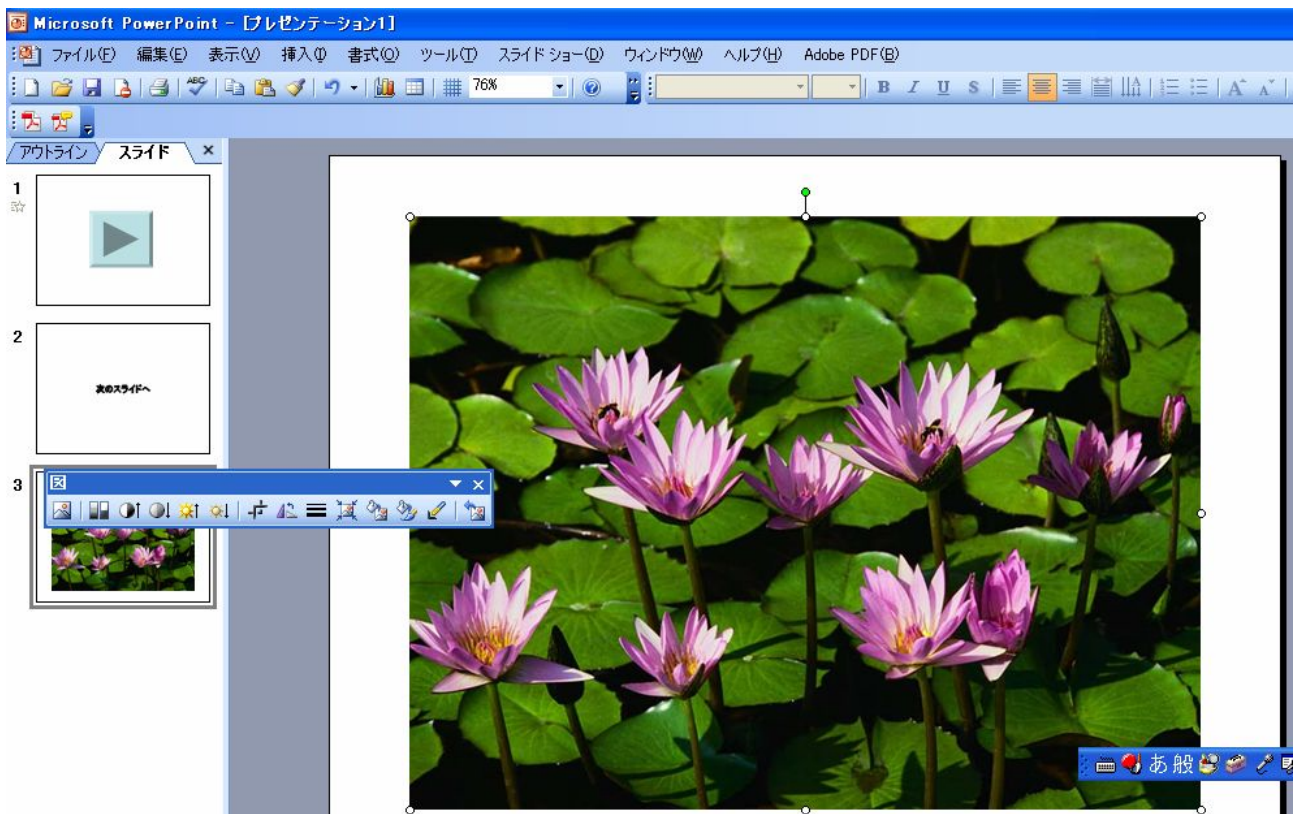 Microsoft PowerPoint - [プレゼンテーション1]
ファイル(F) 編集(E) 表示(V) 挿入(I) 書式(O) ツール(T) スライド ショー(D) ウィンドウ(W) ヘルプ(H) Adobe PDF(B)
ABC 76% B I U S A A
アウトライン スライド ×
1
2
次のスライドへ
3
図
あ 般